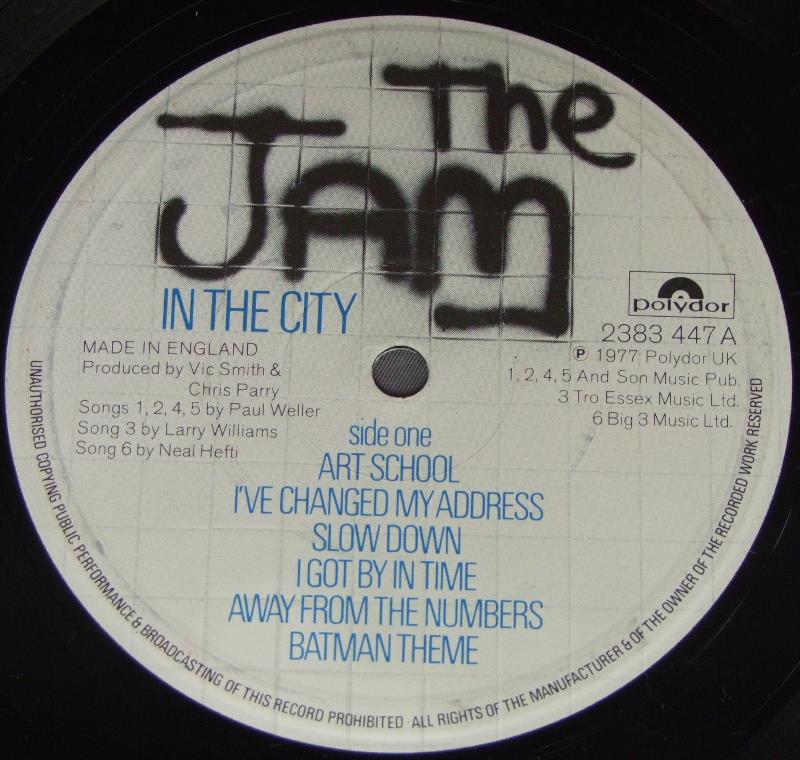 The
JAM
IN THE CITY
polydor
MADE IN ENGLAND
Produced by Vic Smith &
Chris Parry
Songs 1, 2, 4, 5 by Paul Weller
Song 3 by Larry Williams
Song 6 by Neal Hefti
2383 447 A
℗ 1977 Polydor UK
1, 2, 4, 5 And Son Music Pub.
3 Tro Essex Music Ltd.
6 Big 3 Music Ltd.
side one
ART SCHOOL
I'VE CHANGED MY ADDRESS
SLOW DOWN
I GOT BY IN TIME
AWAY FROM THE NUMBERS
BATMAN THEME
UNAUTHORISED COPYING PUBLIC PERFORMANCE & BROADCASTING OF THIS RECORD PROHIBITED · ALL RIGHTS OF THE MANUFACTURER & OF THE OWNER OF THE RECORDED WORK RESERVED